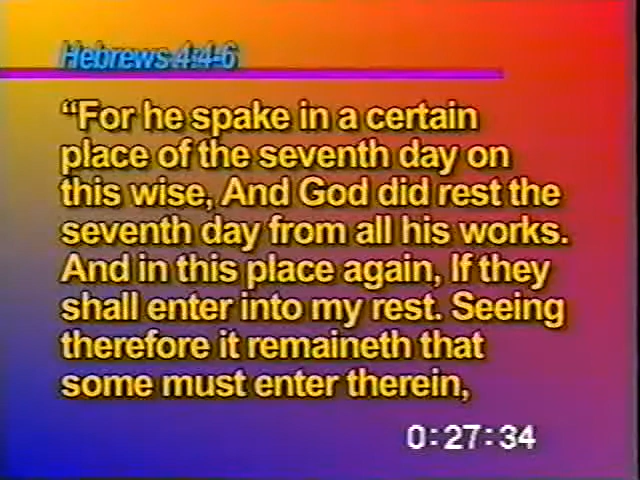 Hebrews 4:4-6
“For he spake in a certain
place of the seventh day on
this wise, And God did rest the
seventh day from all his works.
And in this place again, If they
shall enter into my rest. Seeing
therefore it remaineth that
some must enter therein,
0:27:34